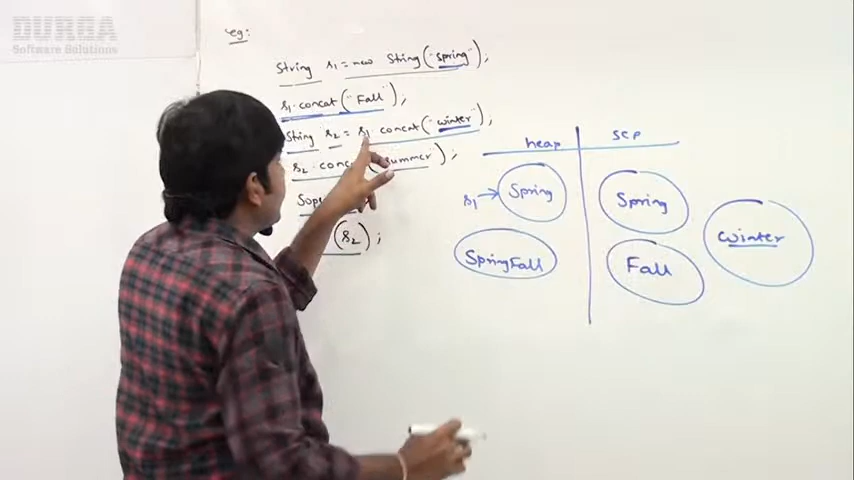 DURGA
Software Solutions
eg:
String s1 = new String("spring");
s1.concat("Fall");
String s2 = s1.concat("winter");
s2.conc summer");
Sop
(s2);
heap
SCP
s1 → Spring
Spring
SpringFall
Fall
winter